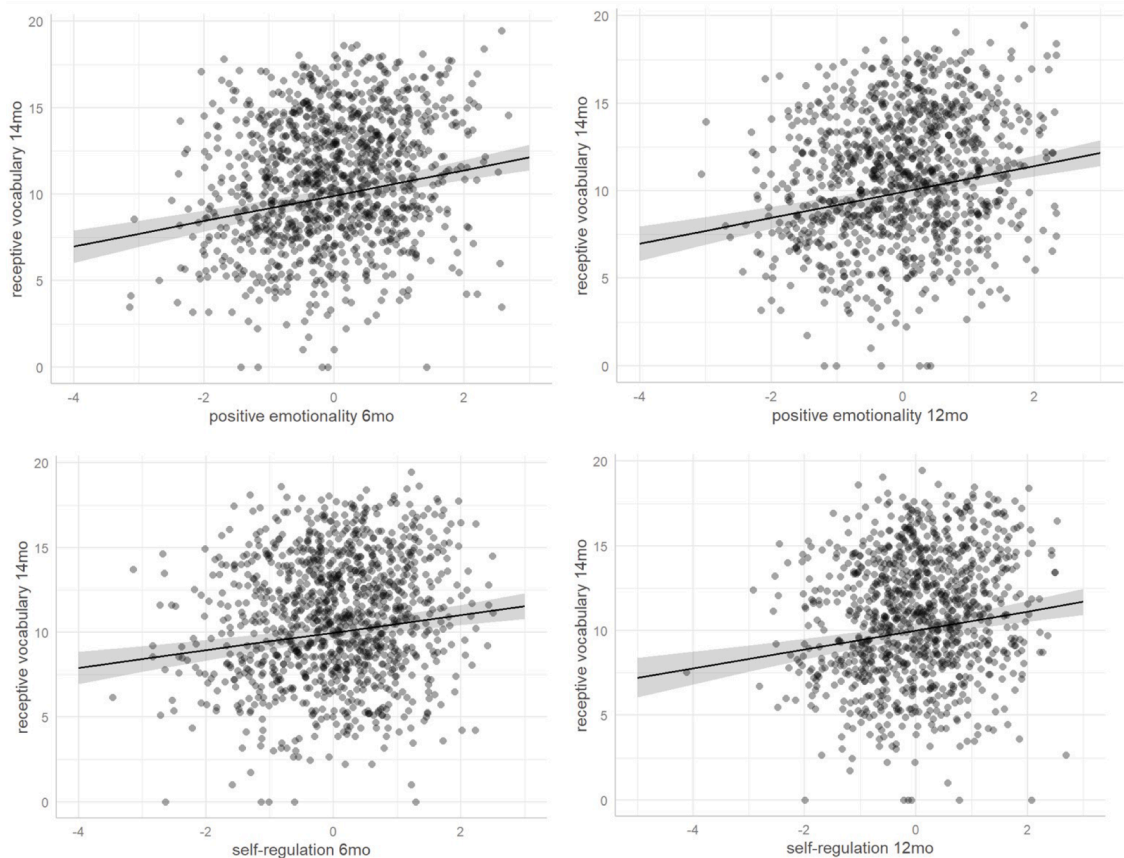 receptive vocabulary 14mo
20
15
10
5
0
-4 -2 0 2
positive emotionality 6mo
receptive vocabulary 14mo
20
15
10
5
0
-4 -2 0 2
positive emotionality 12mo
receptive vocabulary 14mo
20
15
10
5
0
-4 -2 0 2
self-regulation 6mo
receptive vocabulary 14mo
20
15
10
5
0
-4 -2 0 2
self-regulation 12mo